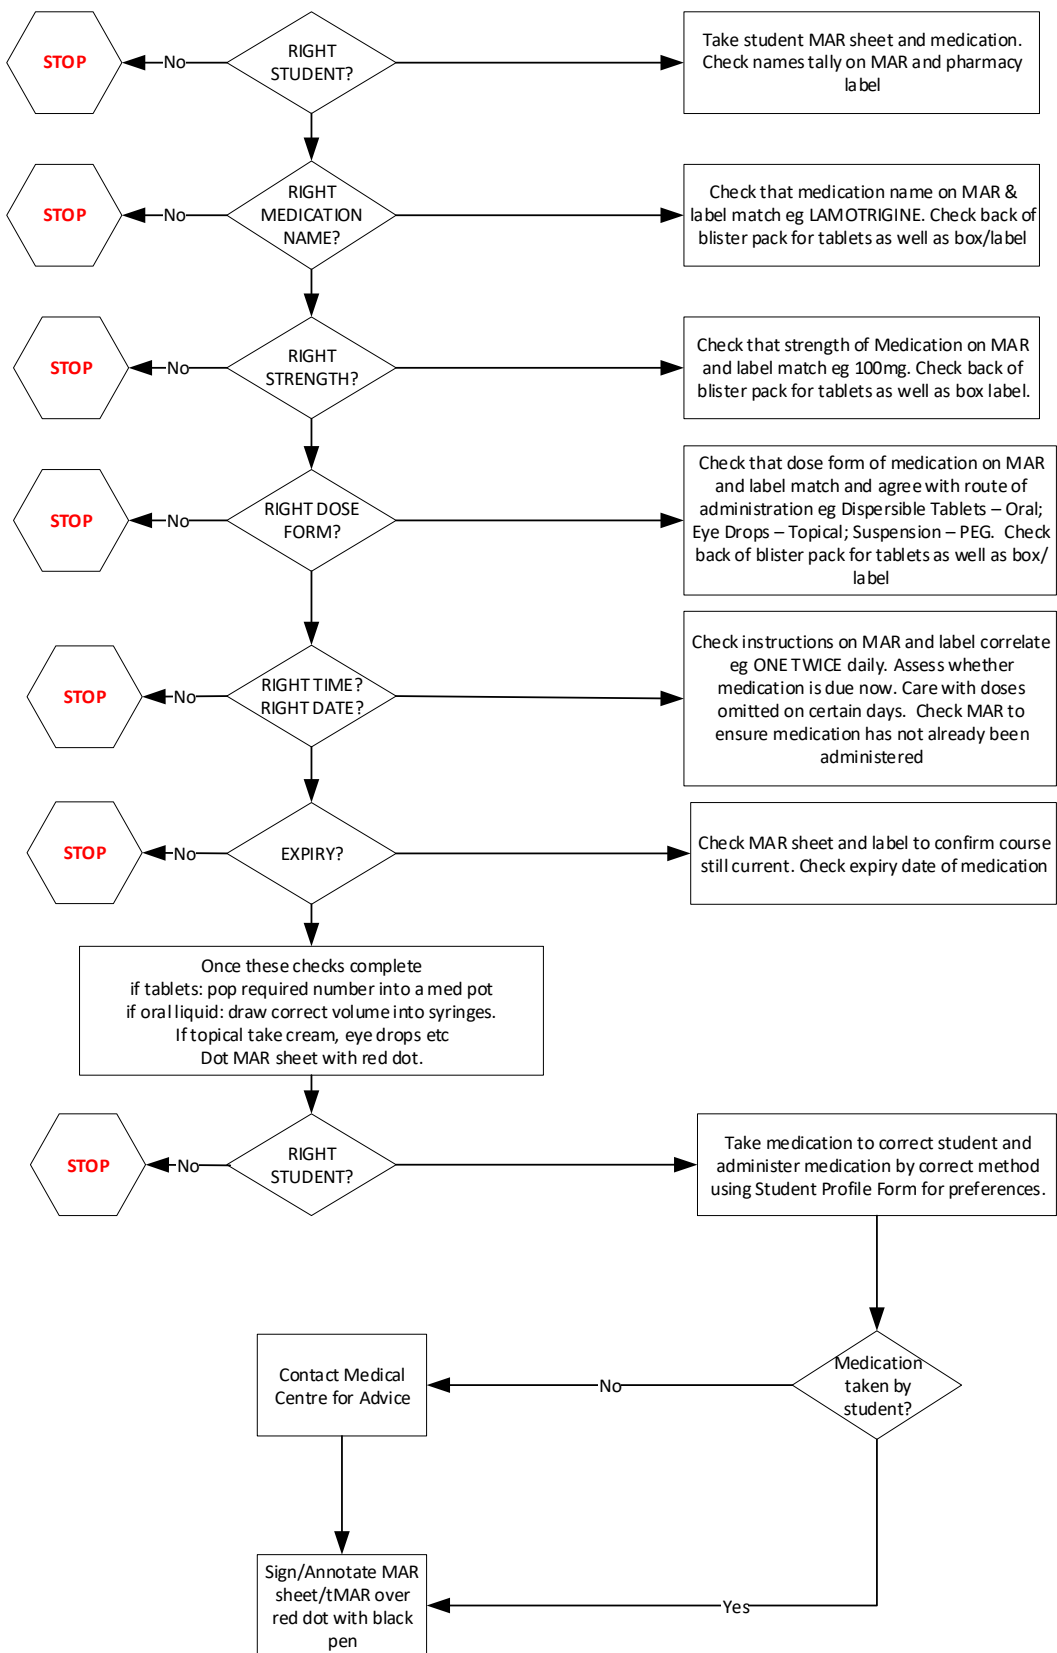 STOP
No
RIGHT
STUDENT?
Take student MAR sheet and medication.
Check names tally on MAR and pharmacy
label
STOP
No
RIGHT
MEDICATION
NAME?
Check that medication name on MAR &
label match eg LAMOTRIGINE. Check back of
blister pack for tablets as well as box/label
STOP
No
RIGHT
STRENGTH?
Check that strength of Medication on MAR
and label match eg 100mg. Check back of
blister pack for tablets as well as box label.
STOP
No
RIGHT DOSE
FORM?
Check that dose form of medication on MAR
and label match and agree with route of
administration eg Dispersible Tablets – Oral;
Eye Drops – Topical; Suspension – PEG.  Check
back of blister pack for tablets as well as box/
label
STOP
No
RIGHT TIME?
RIGHT DATE?
Check instructions on MAR and label correlate
eg ONE TWICE daily. Assess whether
medication is due now. Care with doses
omitted on certain days.  Check MAR to
ensure medication has not already been
administered
STOP
No
EXPIRY?
Check MAR sheet and label to confirm course
still current. Check expiry date of medication
Once these checks complete
if tablets: pop required number into a med pot
if oral liquid: draw correct volume into syringes.
If topical take cream, eye drops etc
Dot MAR sheet with red dot.
STOP
No
RIGHT
STUDENT?
Take medication to correct student and
administer medication by correct method
using Student Profile Form for preferences.
Contact Medical
Centre for Advice
No
Medication
taken by
student?
Sign/Annotate MAR
sheet/tMAR over
red dot with black
pen
Yes